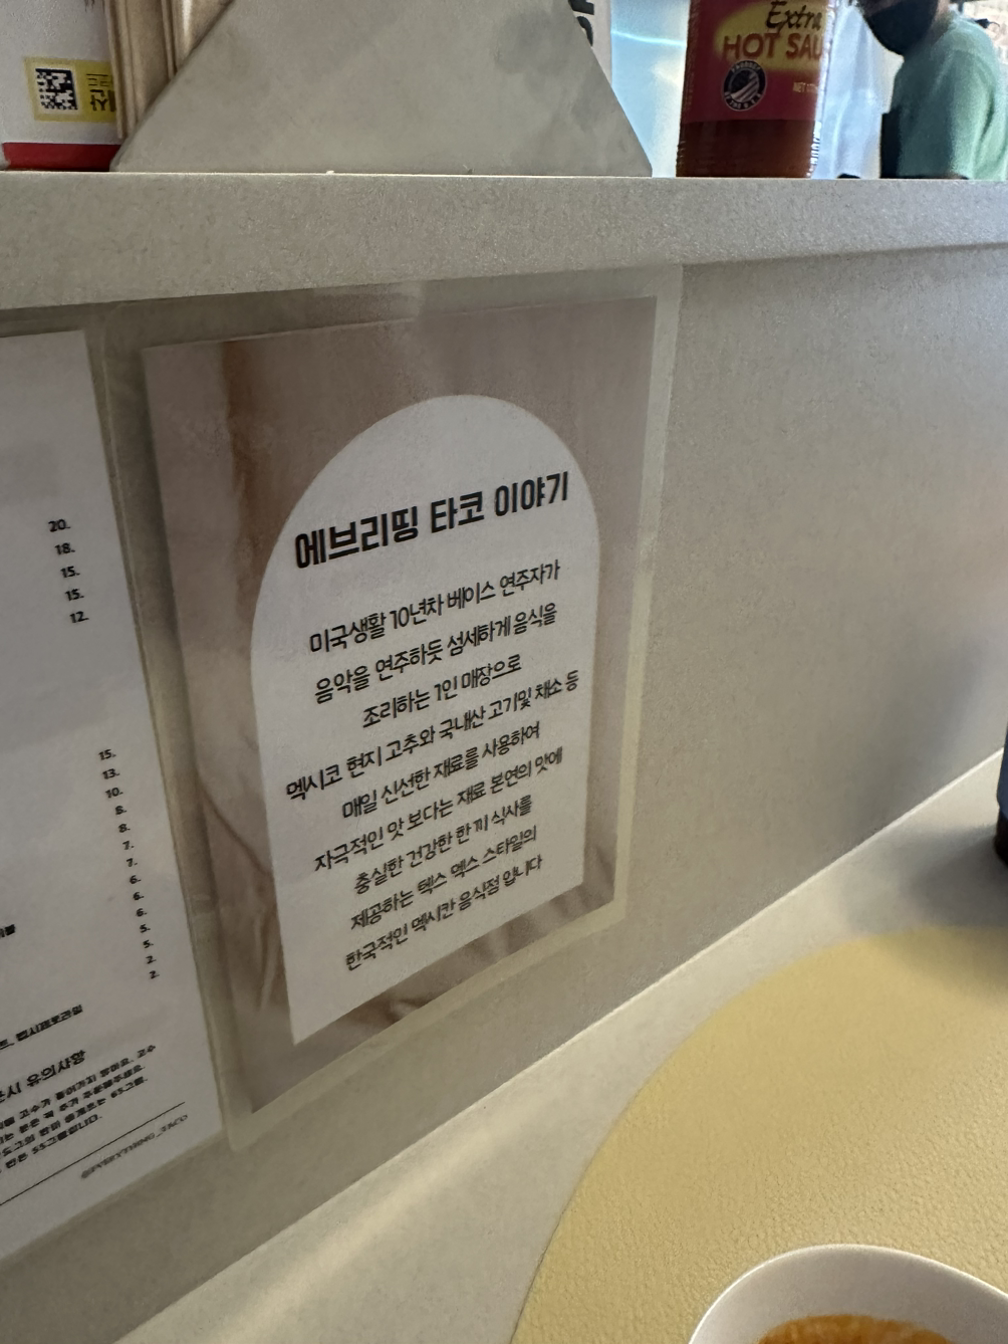 Extra
HOT SAU
에브리띵 타코 이야기
미국생활 10년차 베이스 연주자가
음악을 연주하듯 섬세하게 음식을
조리하는 1인 매장으로
멕시코 현지 고추와 국내산 고기및 채소 등
매일 신선한 재료를 사용하여
자극적인 맛 보다는 재료 본연의 맛에
충실한 건강한 한 끼 식사를
제공하는 텍스 멕스 스타일의
한국적인 멕시칸 음식점 입니다
20.
18.
15.
15.
12.
15.
13.
10.
8.
8.
7.
7.
6.
6.
6.
5.
5.
2.
2.
유의사항